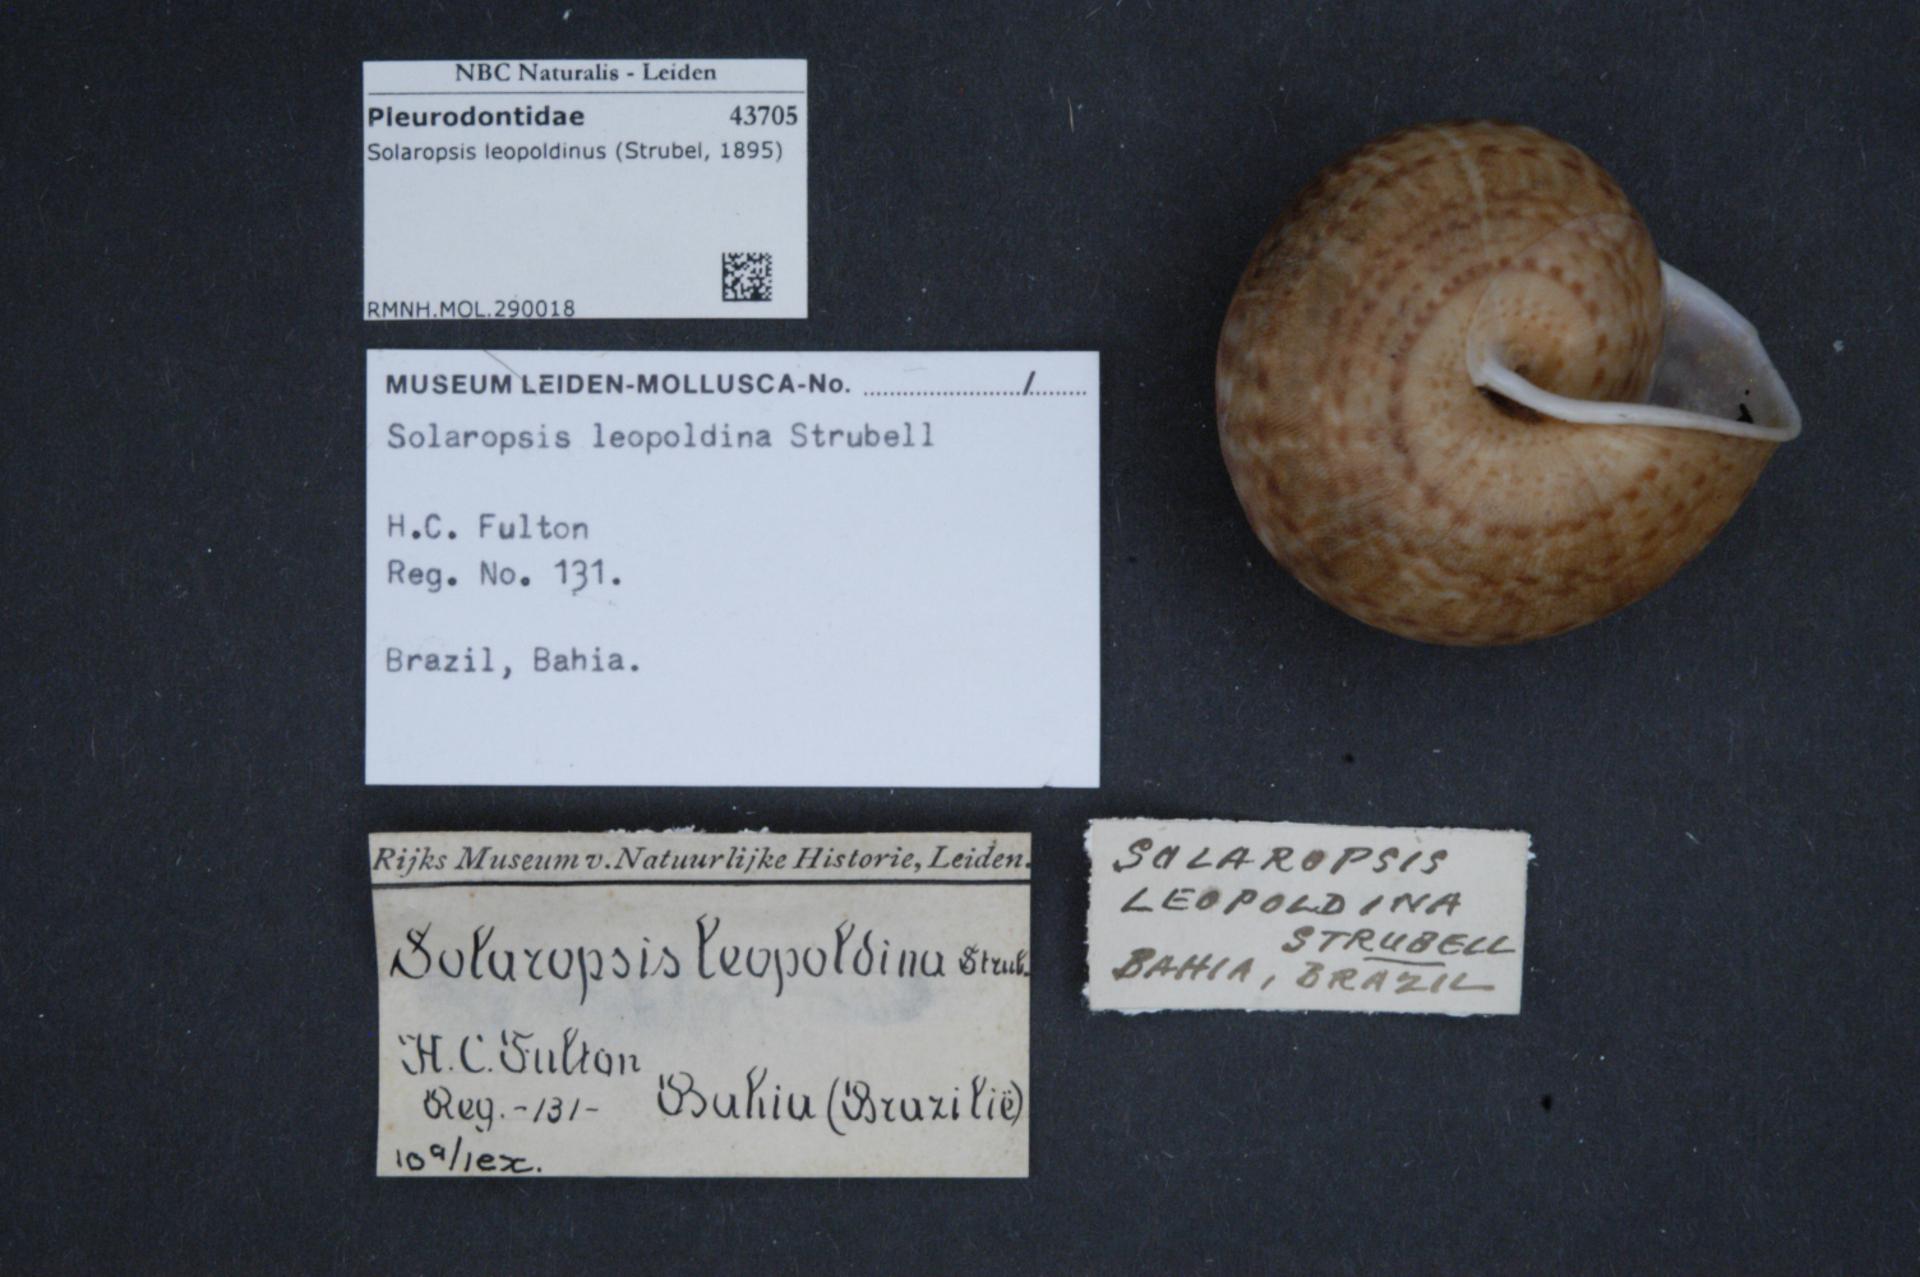 NBC Naturalis - Leiden
Pleurodontidae 43705
Solaropsis leopoldinus (Strubel, 1895)
RMNH.MOL.290018
MUSEUM LEIDEN-MOLLUSCA-No. ......................../.........
Solaropsis leopoldina Strubell
H.C. Fulton
Reg. No. 131.
Brazil, Bahia.
Rijks Museum v. Natuurlijke Historie, Leiden.
Solaropsis leopoldina Strub.
H.C. Fulton
Reg. -131- Bahia (Brazilië)
10a/1ex.
SOLAROPSIS
LEOPOLDINA
STRUBELL
BAHIA, BRAZIL